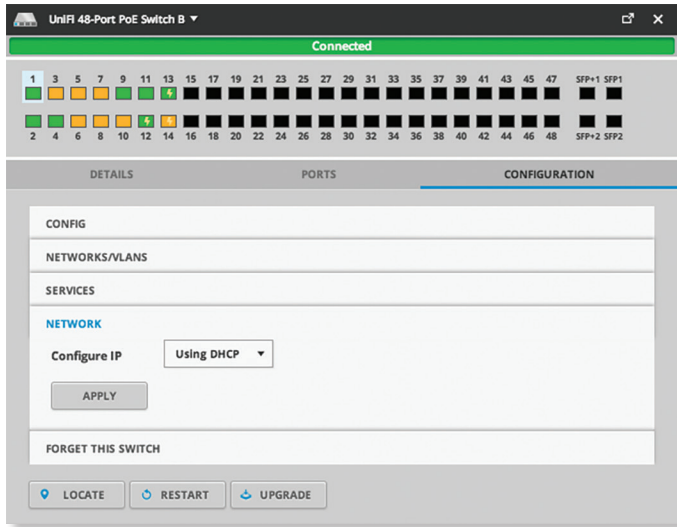 UniFi 48-Port PoE Switch B
Connected
1 3 5 7 9 11 13 15 17 19 21 23 25 27 29 31 33 35 37 39 41 43 45 47 SFP+1 SFP1
2 4 6 8 10 12 14 16 18 20 22 24 26 28 30 32 34 36 38 40 42 44 46 48 SFP+2 SFP2
DETAILS PORTS CONFIGURATION
CONFIG
NETWORKS/VLANS
SERVICES
NETWORK
Configure IP Using DHCP
APPLY
FORGET THIS SWITCH
LOCATE RESTART UPGRADE